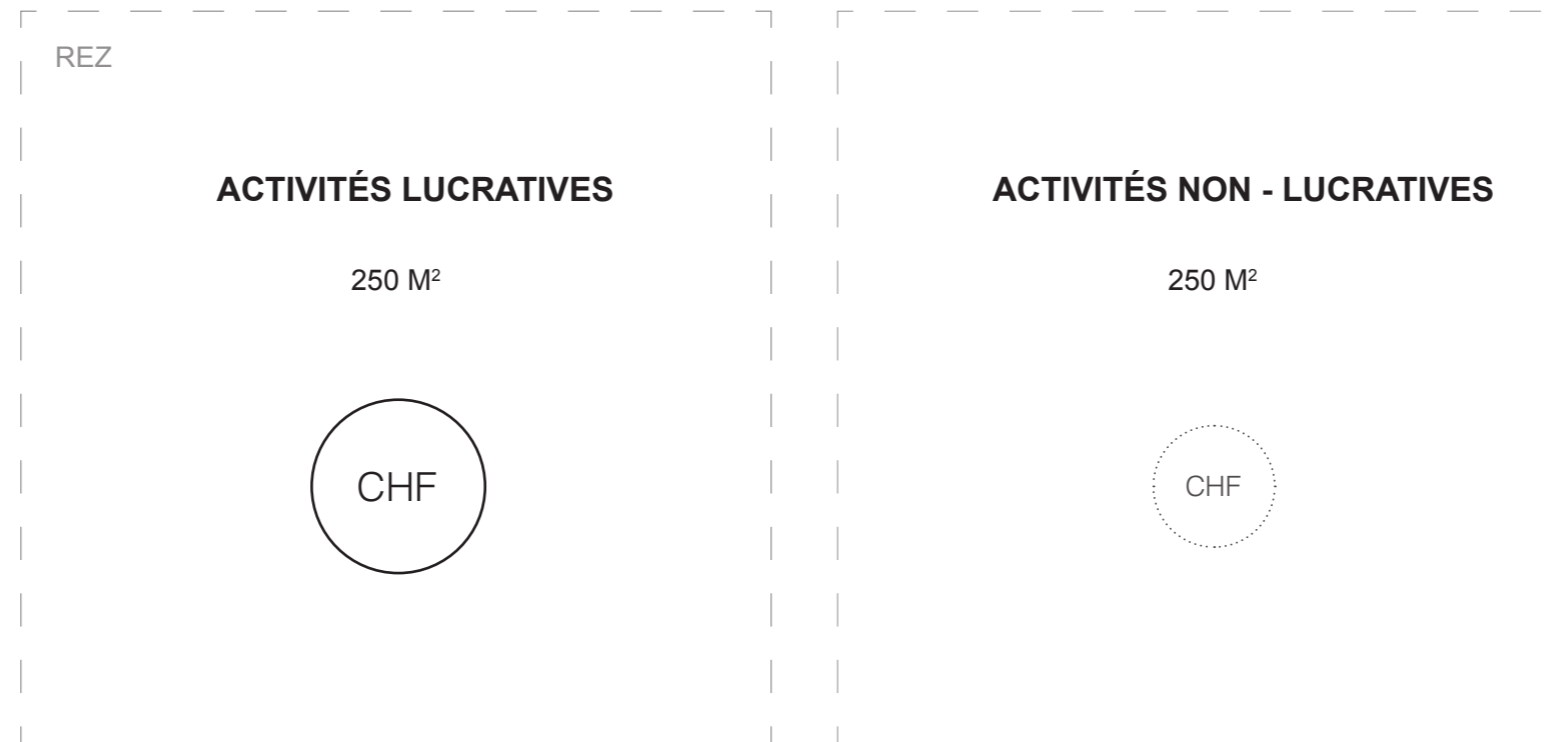 REZ
ACTIVITÉS LUCRATIVES
250 M²
CHF
ACTIVITÉS NON - LUCRATIVES
250 M²
CHF